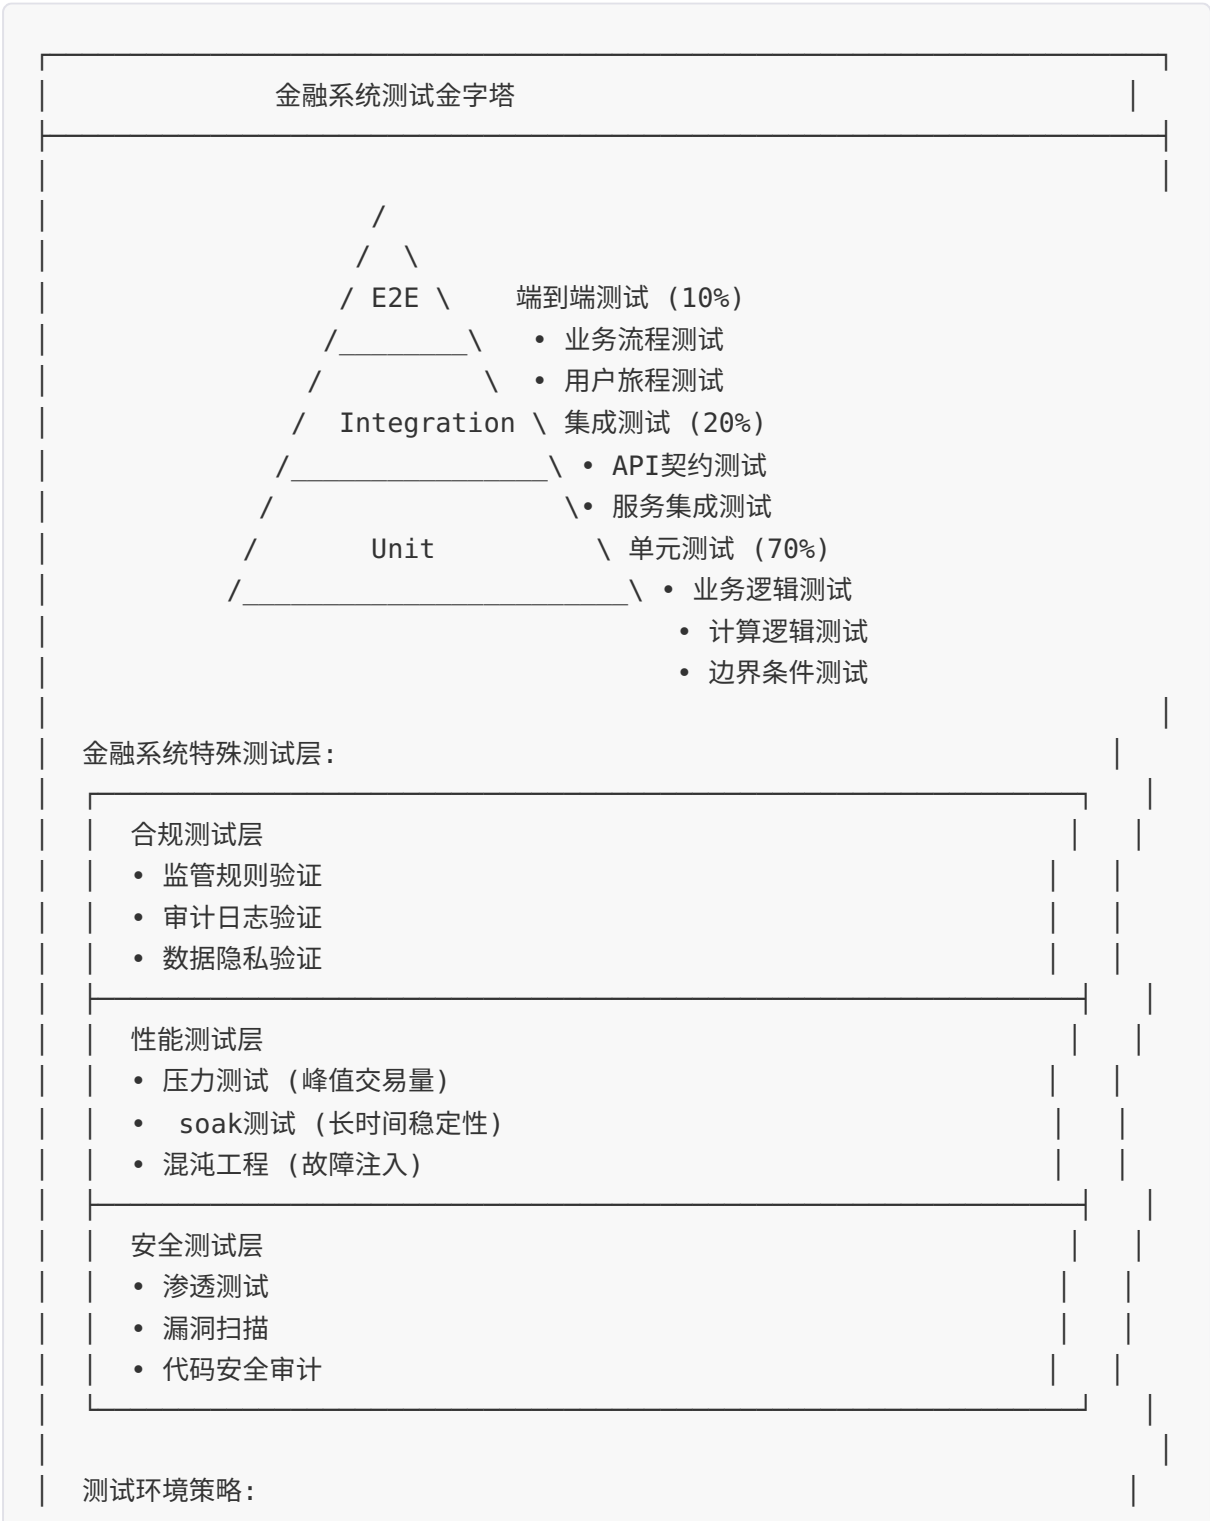 金融系统测试金字塔
/
/ \
/ E2E \ 端到端测试 (10%)
/________\ • 业务流程测试
/ \ • 用户旅程测试
/ Integration \ 集成测试 (20%)
/________________\ • API契约测试
/ \• 服务集成测试
/ Unit \ 单元测试 (70%)
/________________________\ • 业务逻辑测试
• 计算逻辑测试
• 边界条件测试
金融系统特殊测试层:
合规测试层
• 监管规则验证
• 审计日志验证
• 数据隐私验证
性能测试层
• 压力测试 (峰值交易量)
• soak测试 (长时间稳定性)
• 混沌工程 (故障注入)
安全测试层
• 渗透测试
• 漏洞扫描
• 代码安全审计
测试环境策略: